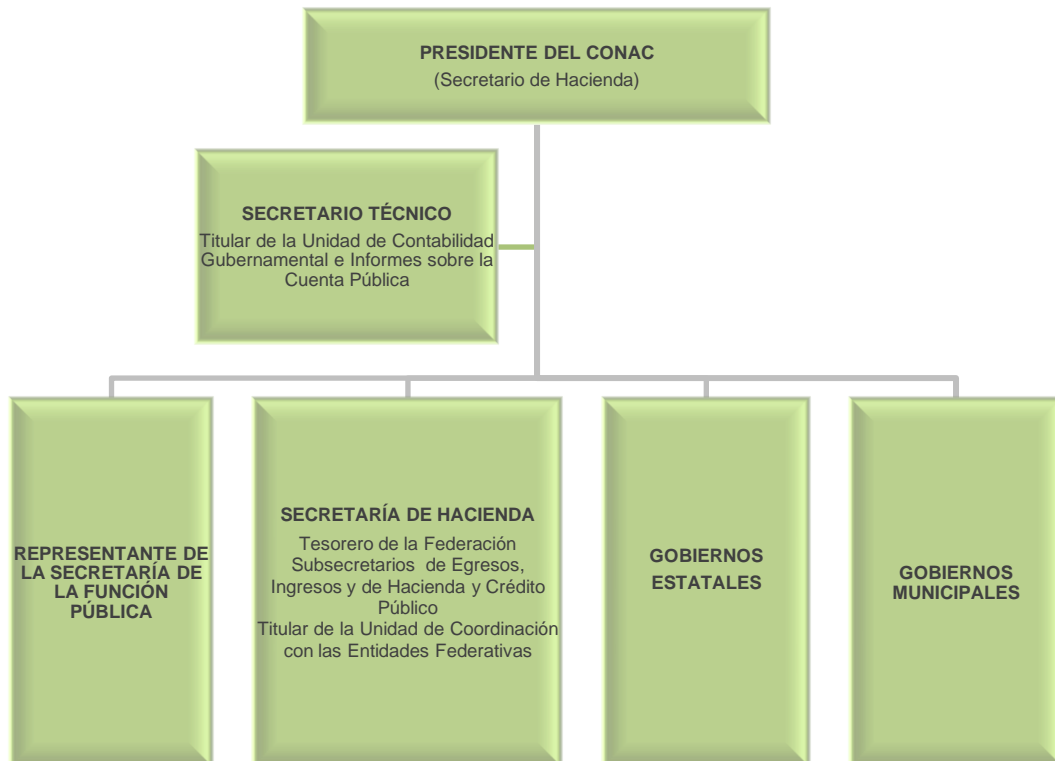 PRESIDENTE DEL CONAC
(Secretario de Hacienda)
SECRETARIO TÉCNICO
Titular de la Unidad de Contabilidad
Gubernamental e Informes sobre la
Cuenta Pública
REPRESENTANTE DE
LA SECRETARÍA DE
LA FUNCIÓN
PÚBLICA
SECRETARÍA DE HACIENDA
Tesorero de la Federación
Subsecretarios de Egresos,
Ingresos y de Hacienda y Crédito
Público
Titular de la Unidad de Coordinación
con las Entidades Federativas
GOBIERNOS
ESTATALES
GOBIERNOS
MUNICIPALES